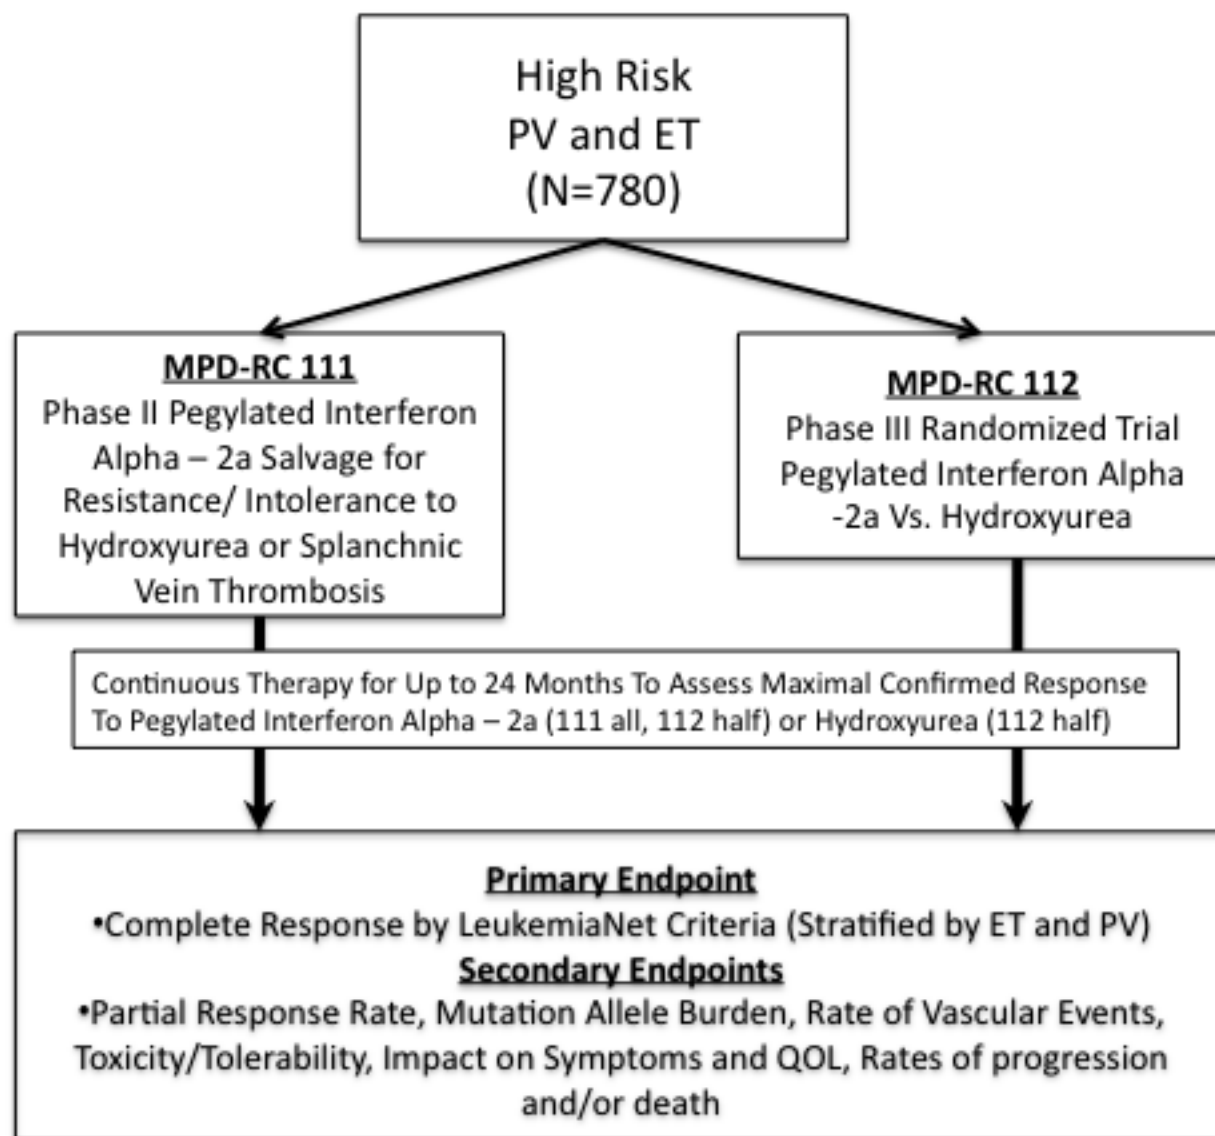 High Risk
PV and ET
(N=780)
MPD-RC 111
Phase II Pegylated Interferon
Alpha – 2a Salvage for
Resistance/ Intolerance to
Hydroxyurea or Splanchnic
Vein Thrombosis
MPD-RC 112
Phase III Randomized Trial
Pegylated Interferon Alpha
-2a Vs. Hydroxyurea
Continuous Therapy for Up to 24 Months To Assess Maximal Confirmed Response
To Pegylated Interferon Alpha – 2a (111 all, 112 half) or Hydroxyurea (112 half)
Primary Endpoint
•Complete Response by LeukemiaNet Criteria (Stratified by ET and PV)
Secondary Endpoints
•Partial Response Rate, Mutation Allele Burden, Rate of Vascular Events,
Toxicity/Tolerability, Impact on Symptoms and QOL, Rates of progression
and/or death